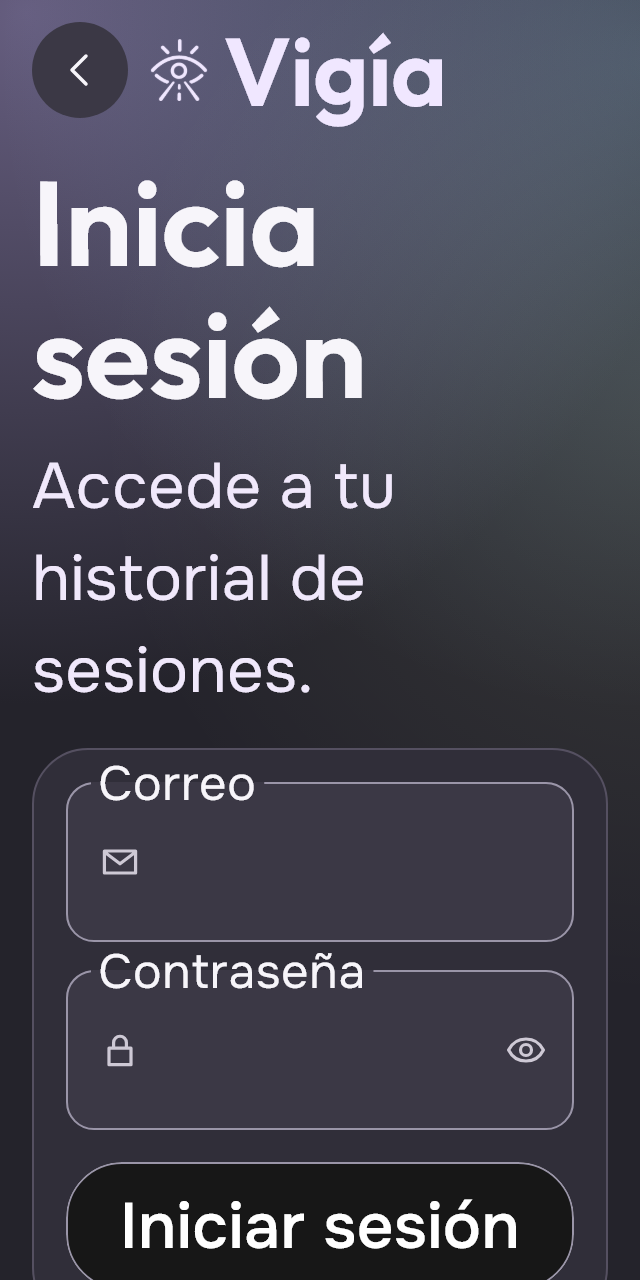 Vigía
Inicia
sesión
Accede a tu
historial de
sesiones.
Correo
Contraseña
Iniciar sesión